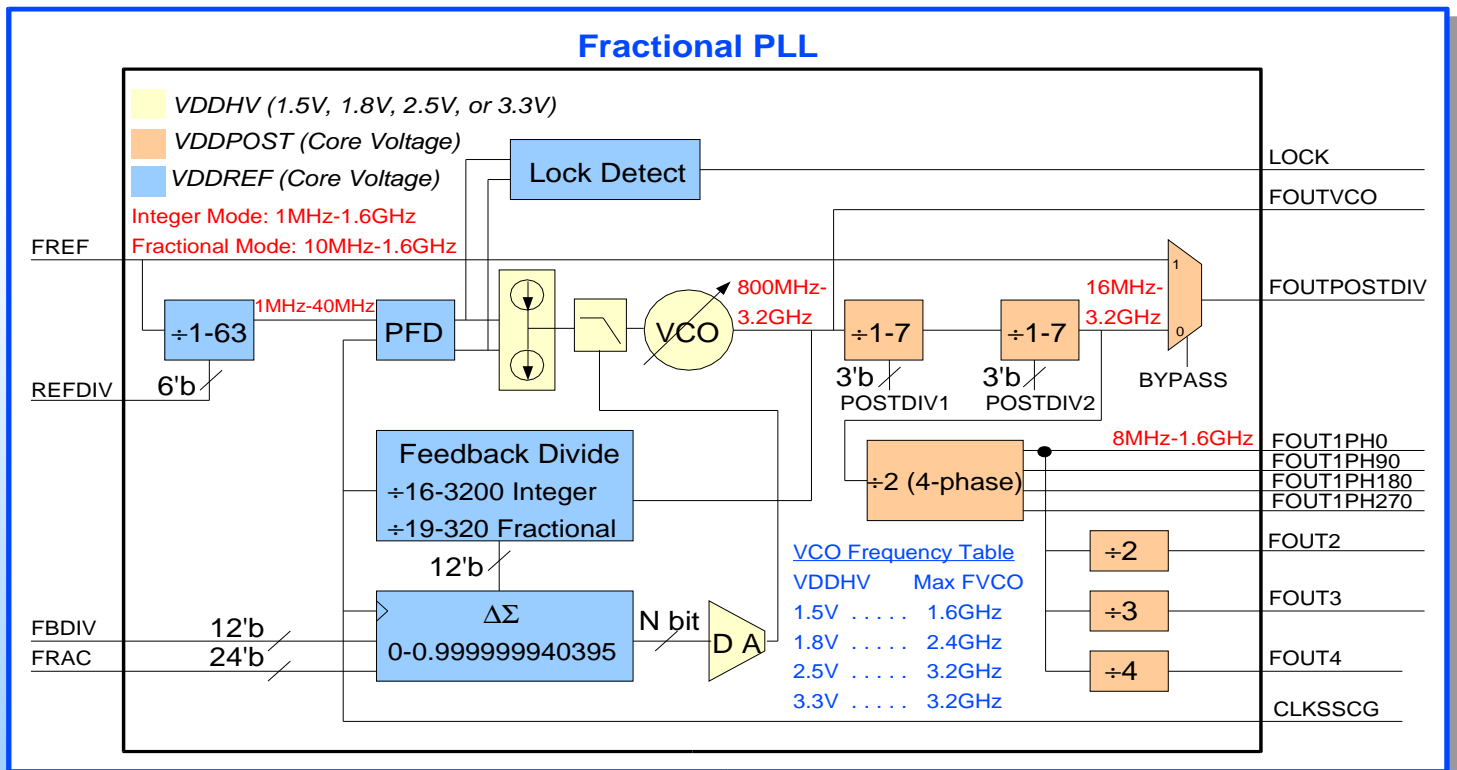 Fractional PLL
VDDHV (1.5V, 1.8V, 2.5V, or 3.3V)
VDDPOST (Core Voltage)
VDDREF (Core Voltage)
Integer Mode: 1MHz-1.6GHz
Fractional Mode: 10MHz-1.6GHz
FREF
REFDIV
FBDIV
FRAC
÷1-63
6'b
1MHz-40MHz
PFD
Lock Detect
VCO
800MHz-
3.2GHz
÷1-7
3'b
POSTDIV1
÷1-7
3'b
POSTDIV2
16MHz-
3.2GHz
1
0
BYPASS
LOCK
FOUTVCO
FOUTPOSTDIV
Feedback Divide
÷16-3200 Integer
÷19-320 Fractional
12'b
12'b
24'b
ΔΣ
0-0.999999940395
N bit
D A
÷2 (4-phase)
8MHz-1.6GHz
FOUT1PH0
FOUT1PH90
FOUT1PH180
FOUT1PH270
÷2
FOUT2
÷3
FOUT3
÷4
FOUT4
CLKSSCG
VCO Frequency Table
VDDHV Max FVCO
1.5V . . . . . 1.6GHz
1.8V . . . . . 2.4GHz
2.5V . . . . . 3.2GHz
3.3V . . . . . 3.2GHz